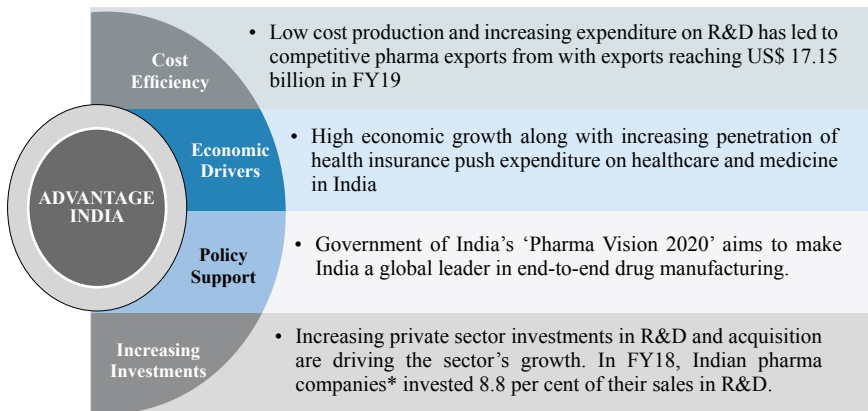 Cost
Efficiency
• Low cost production and increasing expenditure on R&D has led to
competitive pharma exports from with exports reaching US$ 17.15
billion in FY19
ADVANTAGE
INDIA
Economic
Drivers
• High economic growth along with increasing penetration of
health insurance push expenditure on healthcare and medicine
in India
Policy
Support
• Government of India's 'Pharma Vision 2020' aims to make
India a global leader in end-to-end drug manufacturing.
Increasing
Investments
• Increasing private sector investments in R&D and acquisition
are driving the sector's growth. In FY18, Indian pharma
companies* invested 8.8 per cent of their sales in R&D.